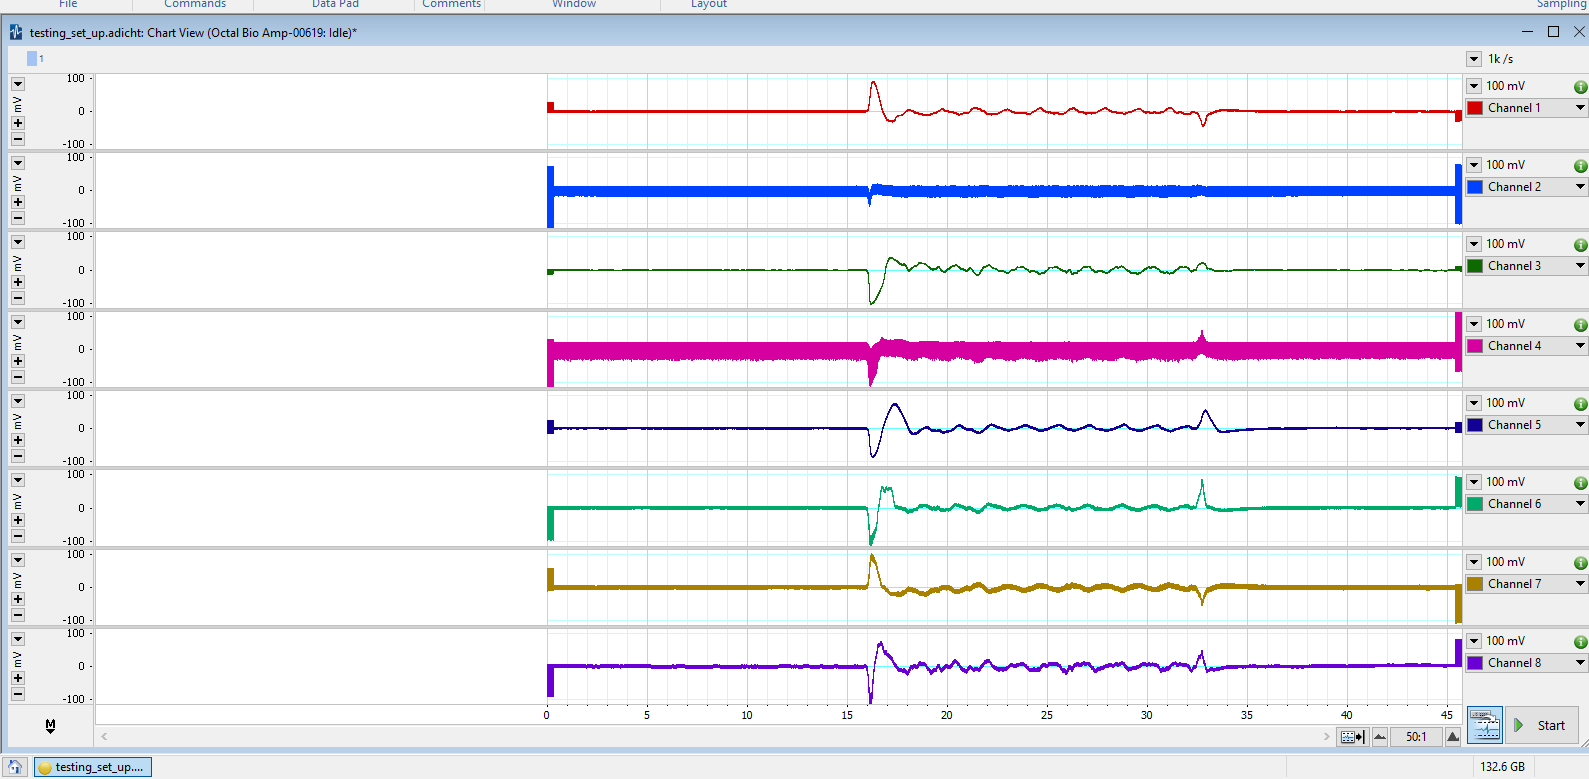 File Commands Data Pad Comments Window Layout Sampling
testing_set_up.adicht: Chart View (Octal Bio Amp-00619: Idle)*
1 1k /s
100 100 mV
mV 0 Channel 1
-100
100 100 mV
mV 0 Channel 2
-100
100 100 mV
mV 0 Channel 3
-100
100 100 mV
mV 0 Channel 4
-100
100 100 mV
mV 0 Channel 5
-100
100 100 mV
mV 0 Channel 6
-100
100 100 mV
mV 0 Channel 7
-100
100 100 mV
mV 0 Channel 8
-100
0 5 10 15 20 25 30 35 40 45
M Start
50:1
testing_set_up.... 132.6 GB